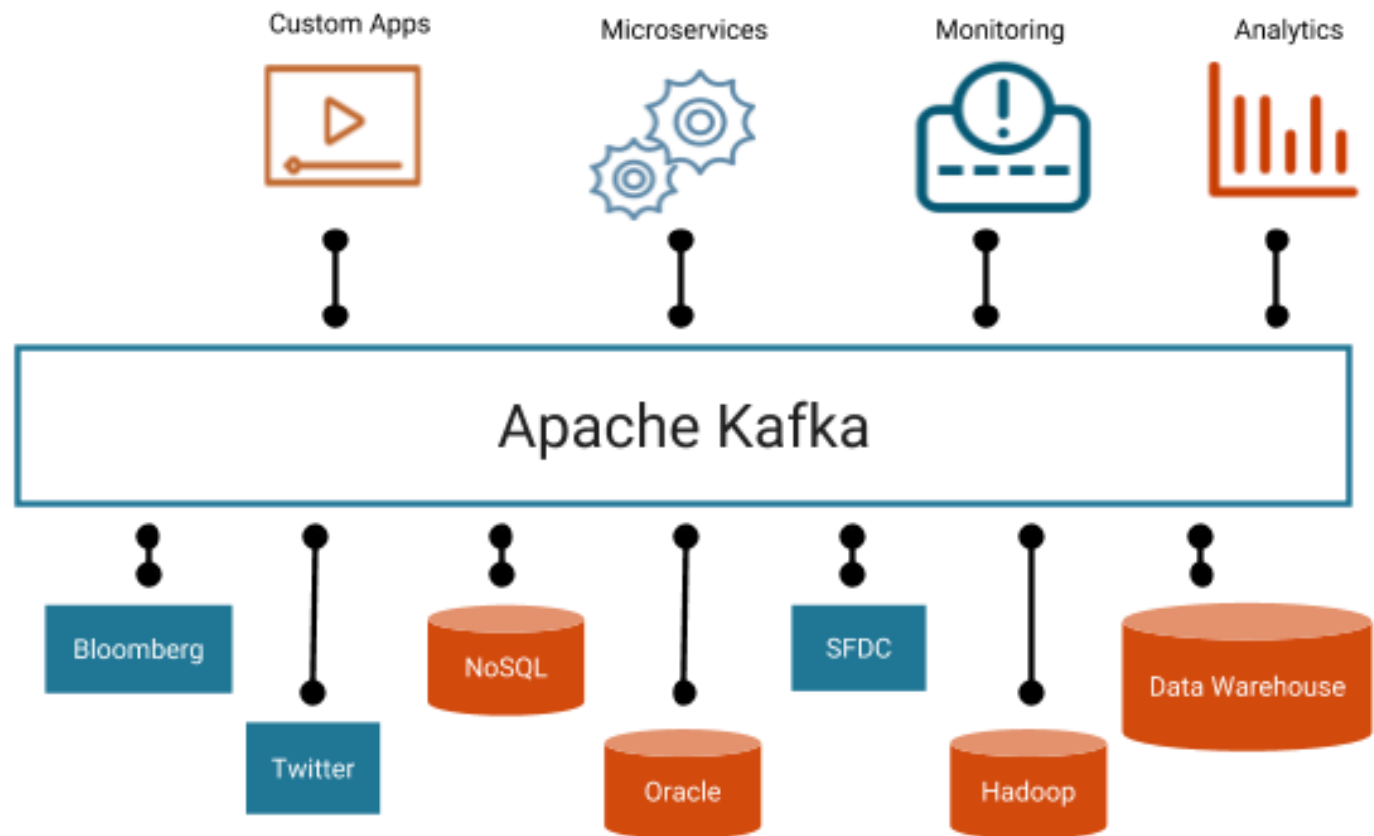 Custom Apps
Microservices
Monitoring
Analytics
Apache Kafka
Bloomberg
Twitter
NoSQL
Oracle
SFDC
Hadoop
Data Warehouse